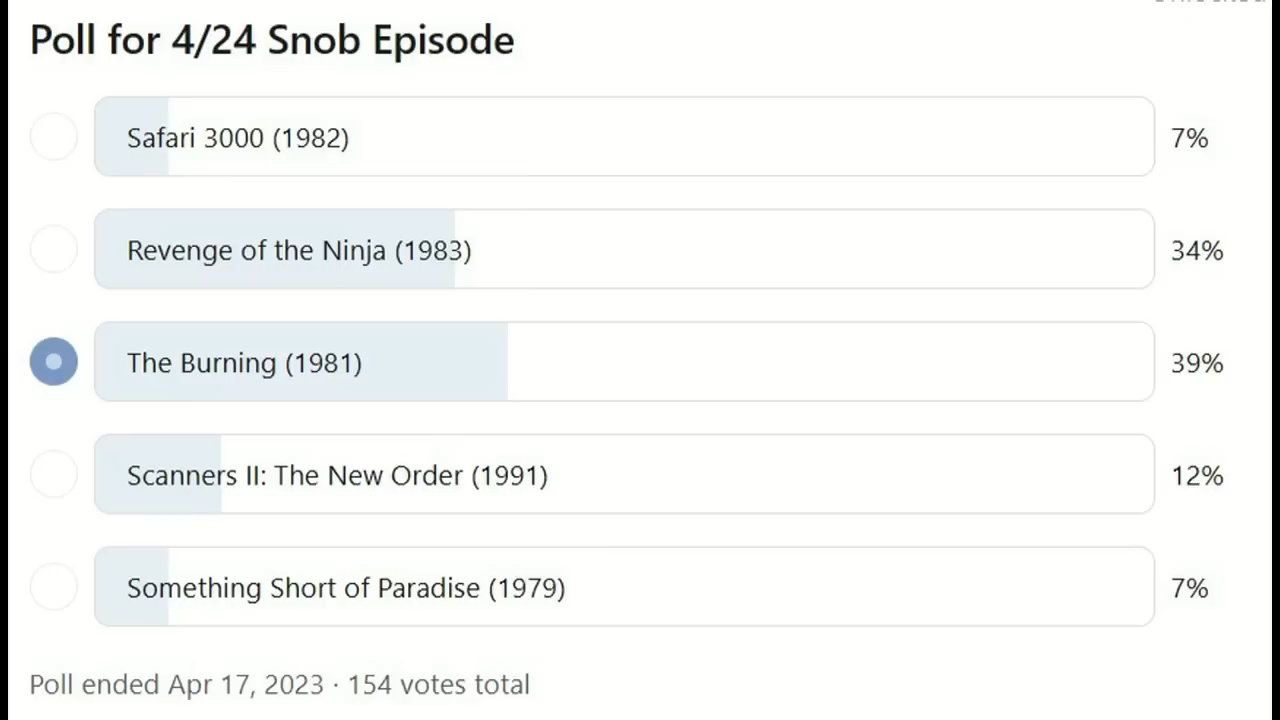 Poll for 4/24 Snob Episode
Safari 3000 (1982)
7%
Revenge of the Ninja (1983)
34%
The Burning (1981)
39%
Scanners II: The New Order (1991)
12%
Something Short of Paradise (1979)
7%
Poll ended Apr 17, 2023 · 154 votes total